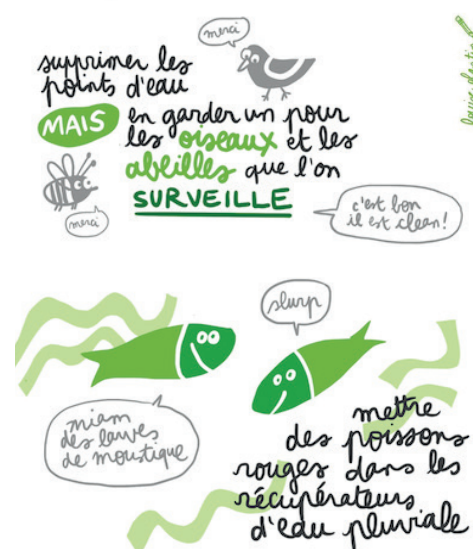 merci
supprimer les
points d'eau
MAIS en garder un pour
les oiseaux et les
abeilles que l'on
SURVEILLE
merci
c'est bon
il est clean!
slurp
miam
des larves
de moustique
mettre
des poissons
rouges dans les
récupérateurs
d'eau pluviale